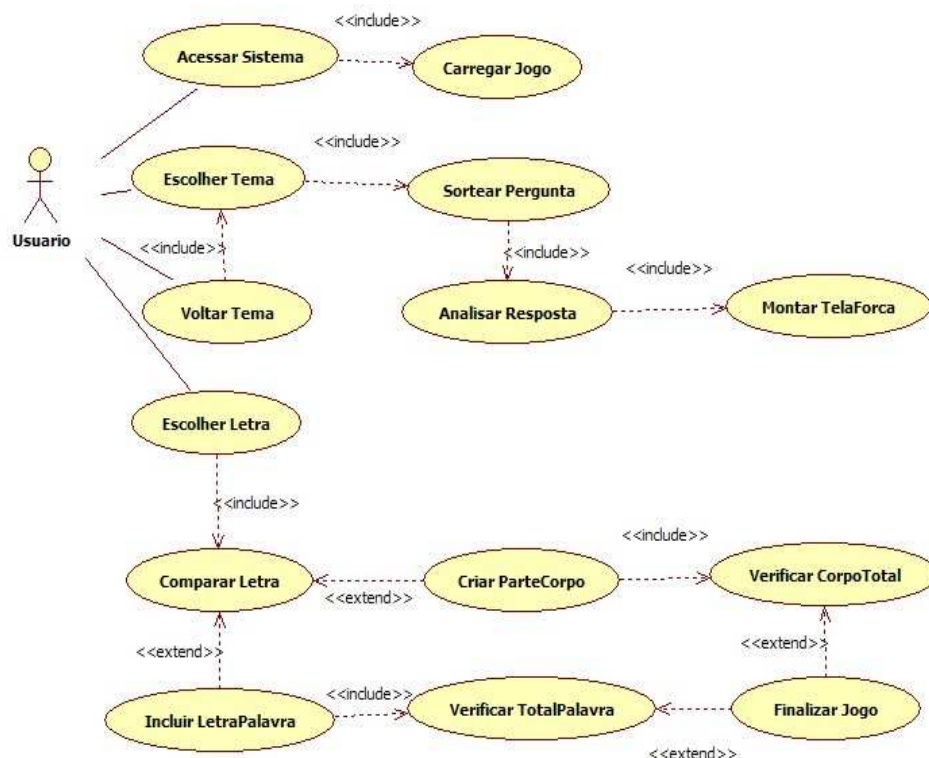 <<include>>
Acessar Sistema
Carregar Jogo
<<include>>
Escolher Tema
Sortear Pergunta
Usuario
<<include>>
<<include>>
<<include>>
Voltar Tema
Analisar Resposta
Montar TelaForca
Escolher Letra
<<include>>
<<include>>
Comparar Letra
Criar ParteCorpo
Verificar CorpoTotal
<<extend>>
<<extend>>
<<extend>>
<<include>>
Incluir LetraPalavra
Verificar TotalPalavra
Finalizar Jogo
<<extend>>